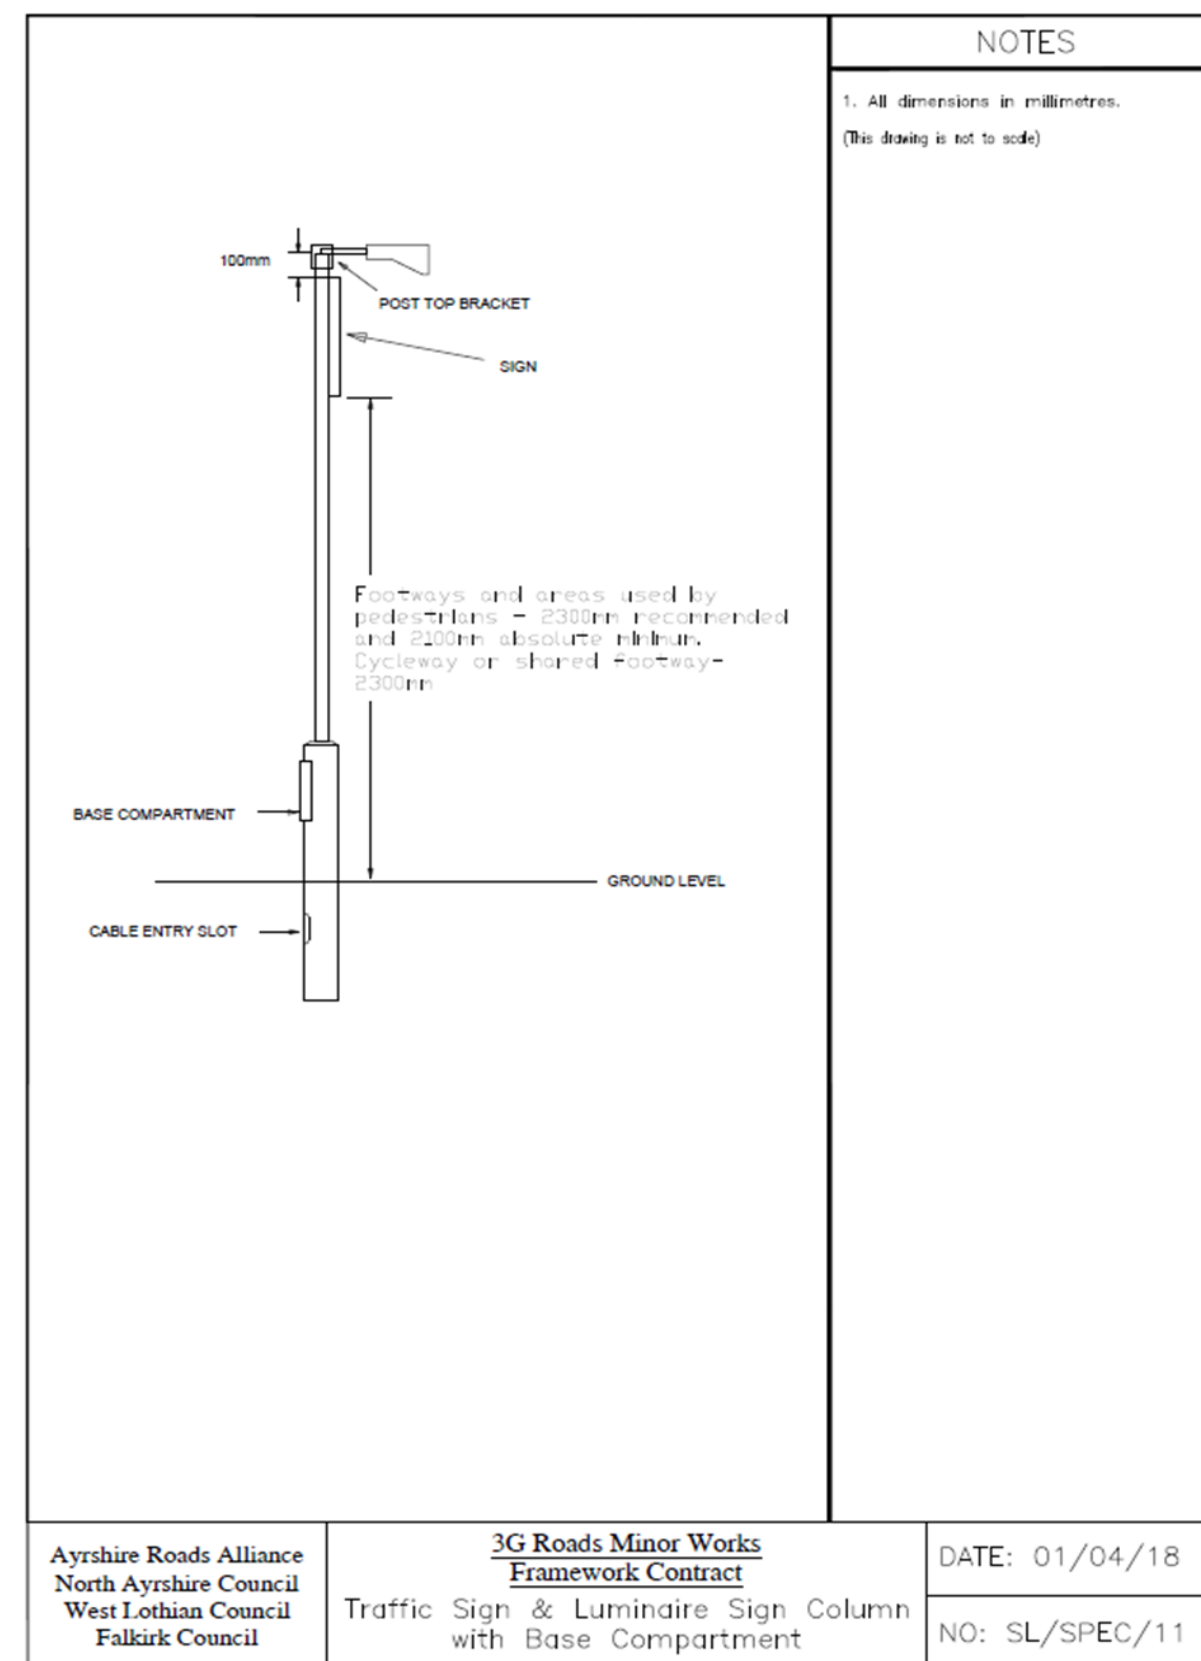 NOTES
1. All dimensions in millimetres.
(This drawing is not to scale)
100mm
POST TOP BRACKET
SIGN
Footways and areas used by
pedestrians - 2300mm recommended
and 2100mm absolute minimum.
Cycleway or shared footway-
2300mm
BASE COMPARTMENT
GROUND LEVEL
CABLE ENTRY SLOT
Ayrshire Roads Alliance
North Ayrshire Council
West Lothian Council
Falkirk Council
3G Roads Minor Works
Framework Contract
Traffic Sign & Luminaire Sign Column
with Base Compartment
DATE: 01/04/18
NO: SL/SPEC/11